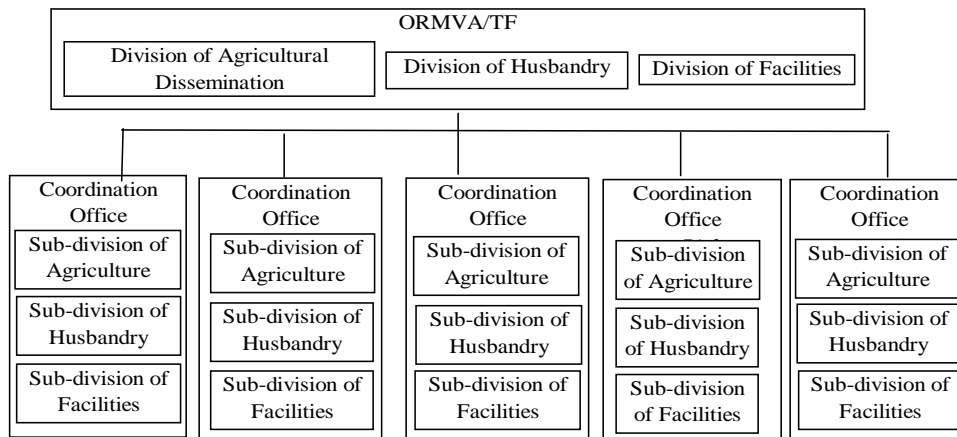 ORMVA/TF
Division of Agricultural
Dissemination
Division of Husbandry
Division of Facilities
Coordination
Office
Sub-division of
Agriculture
Sub-division of
Husbandry
Sub-division of
Facilities
Coordination
Office
Sub-division of
Agriculture
Sub-division of
Husbandry
Sub-division of
Facilities
Coordination
Office
Sub-division of
Agriculture
Sub-division of
Husbandry
Sub-division of
Facilities
Coordination
Office
Sub-division
of Agriculture
Sub-division
of Husbandry
Sub-division
of Facilities
Coordination
Office
Sub-division of
Agriculture
Sub-division of
Husbandry
Sub-division of
Facilities